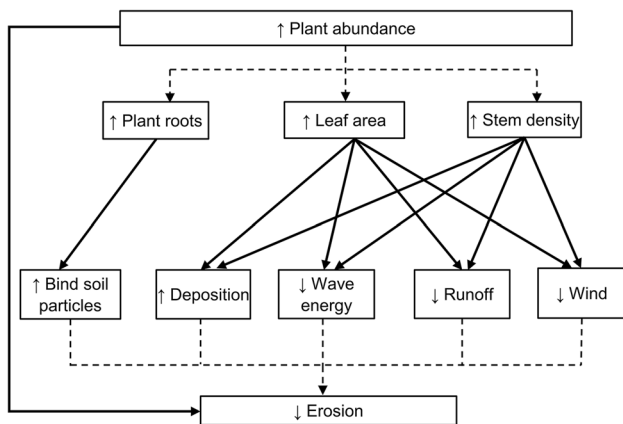 ↑ Plant abundance
↑ Plant roots
↑ Leaf area
↑ Stem density
↑ Bind soil
particles
↑ Deposition
↓ Wave
energy
↓ Runoff
↓ Wind
↓ Erosion